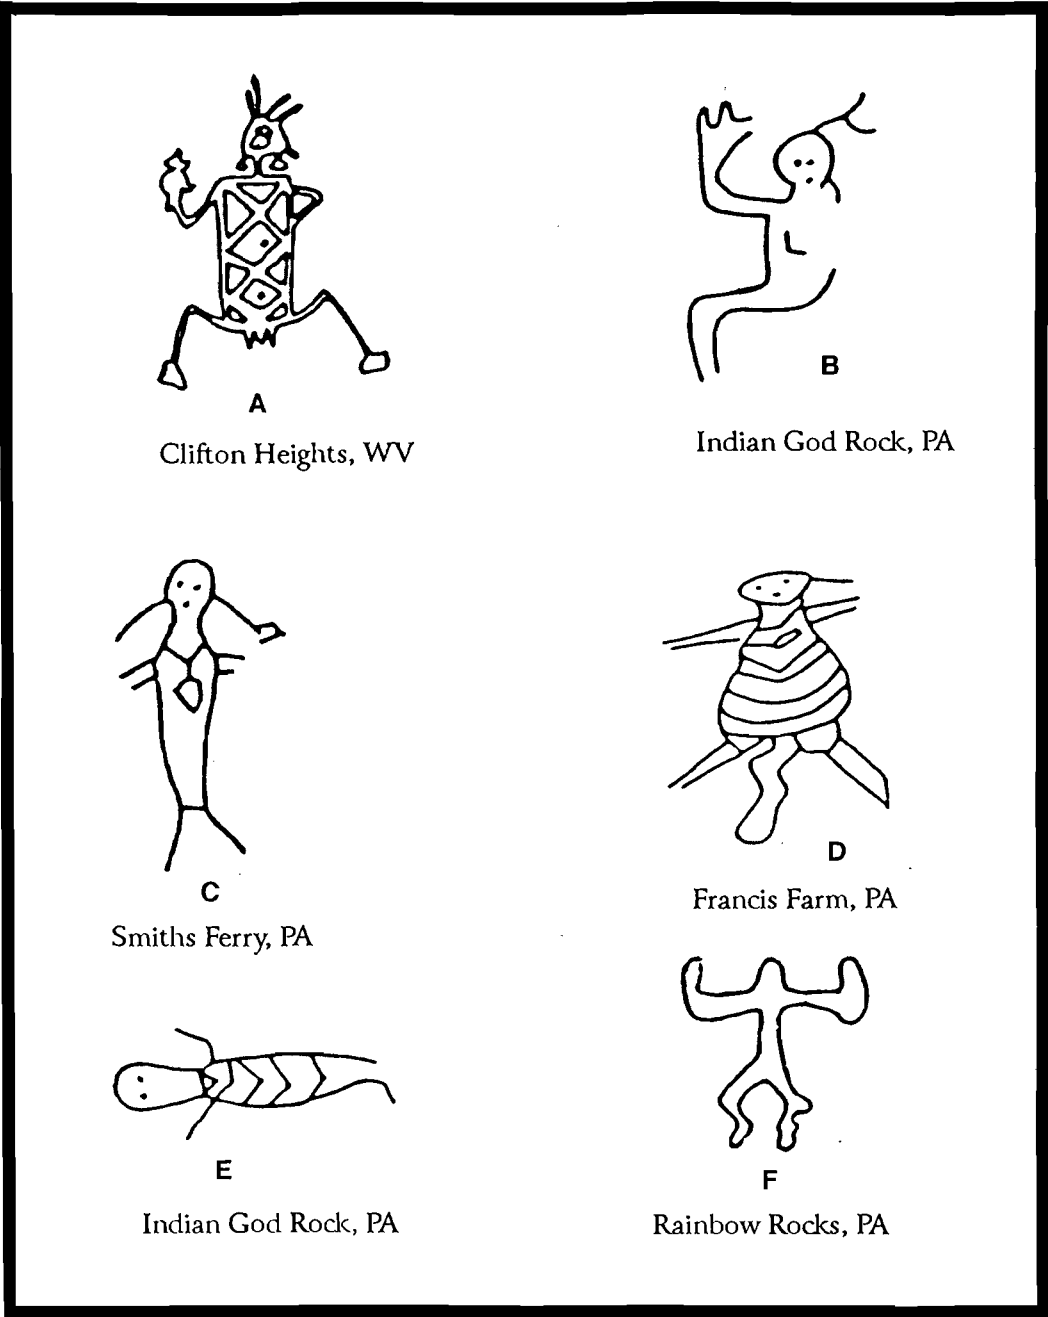 A
Clifton Heights, WV
B
Indian God Rock, PA
C
Smiths Ferry, PA
D
Francis Farm, PA
E
Indian God Rock, PA
F
Rainbow Rocks, PA